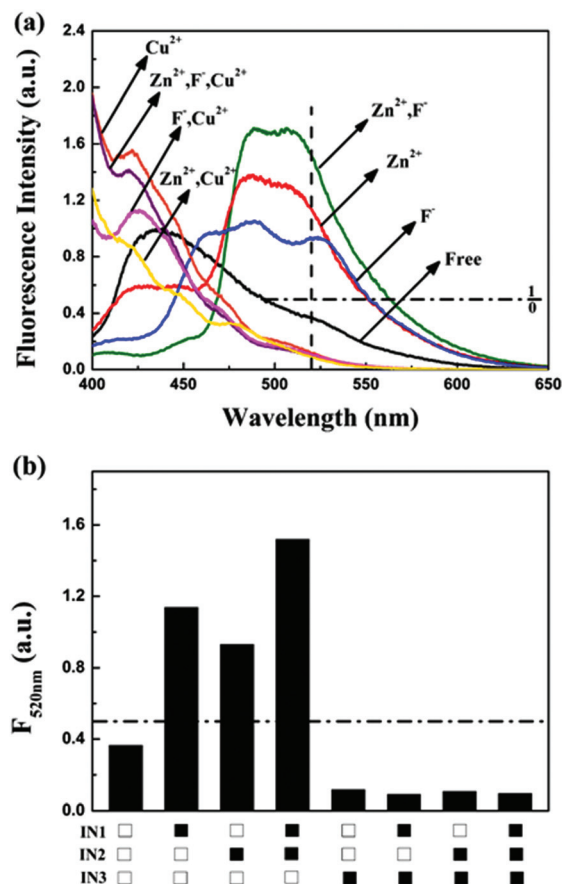 (a)
Fluorescence Intensity (a.u.)
2.4
2.0
1.6
1.2
0.8
0.4
0.0
Cu²⁺
Zn²⁺,F⁻,Cu²⁺
F⁻,Cu²⁺
Zn²⁺,Cu²⁺
Zn²⁺,F⁻
Zn²⁺
F⁻
Free
1
0
400 450 500 550 600 650
Wavelength (nm)
(b)
F₅₂₀ₙₘ (a.u.)
1.6
1.2
0.8
0.4
0.0
IN1
IN2
IN3